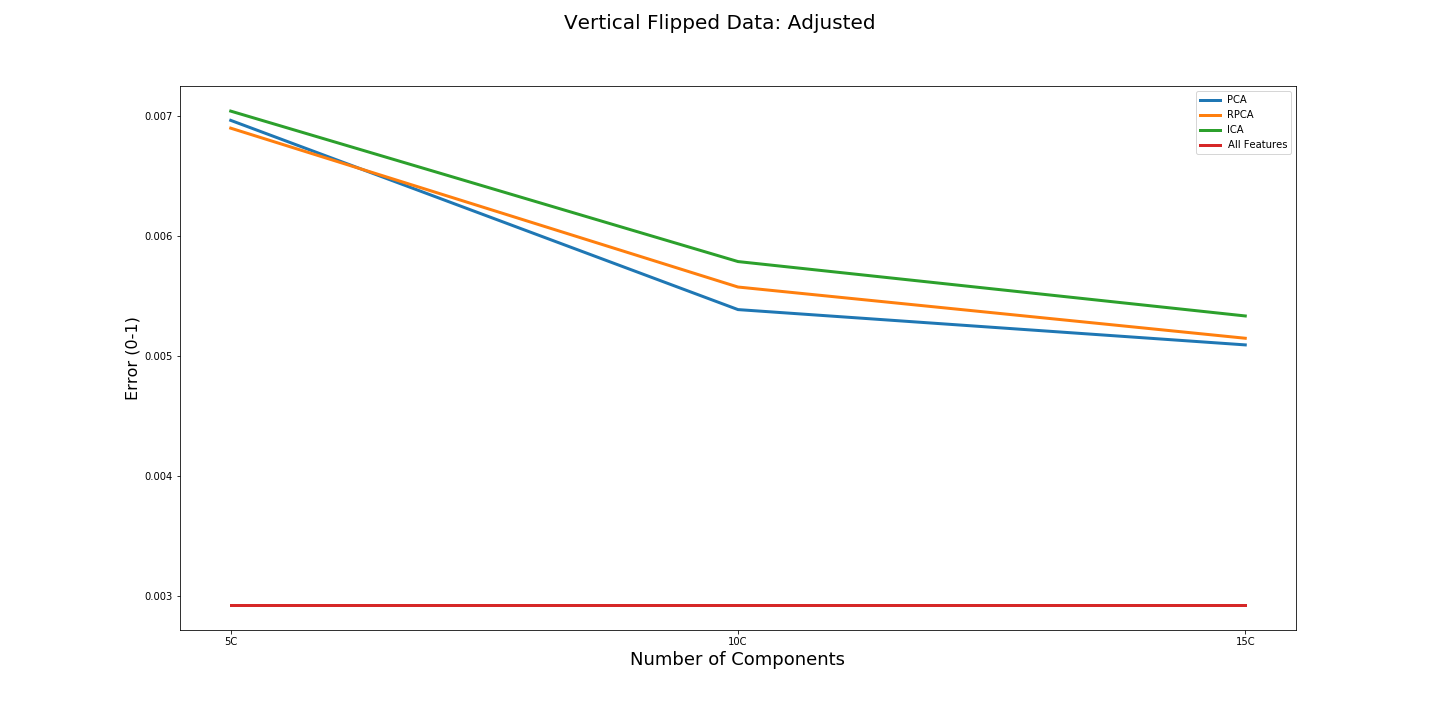 Vertical Flipped Data: Adjusted
PCA
RPCA
ICA
All Features
0.007
0.006
0.005
0.004
0.003
Error (0-1)
5C
10C
15C
Number of Components